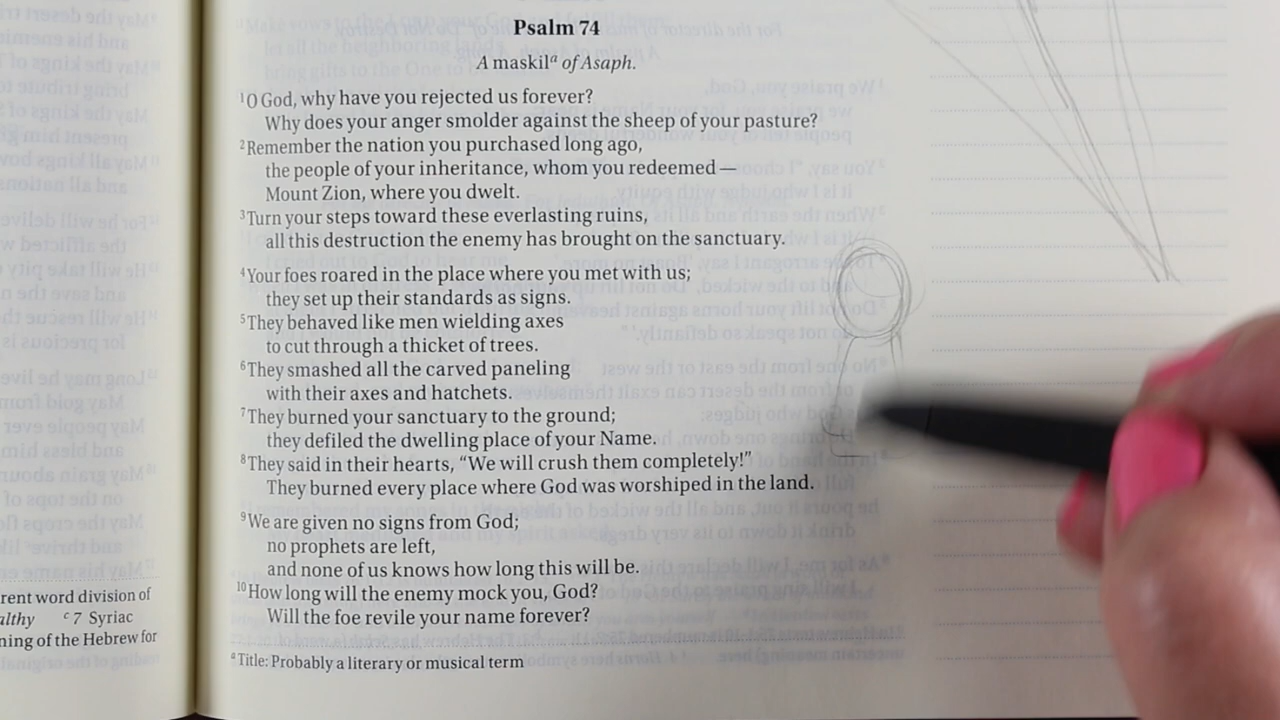 Psalm 74
A maskil a of Asaph.
1 O God, why have you rejected us forever?
Why does your anger smolder against the sheep of your pasture?
2 Remember the nation you purchased long ago,
the people of your inheritance, whom you redeemed —
Mount Zion, where you dwelt.
3 Turn your steps toward these everlasting ruins,
all this destruction the enemy has brought on the sanctuary.
4 Your foes roared in the place where you met with us;
they set up their standards as signs.
5 They behaved like men wielding axes
to cut through a thicket of trees.
6 They smashed all the carved paneling
with their axes and hatchets.
7 They burned your sanctuary to the ground;
they defiled the dwelling place of your Name.
8 They said in their hearts, “We will crush them completely!”
They burned every place where God was worshiped in the land.
9 We are given no signs from God;
no prophets are left,
and none of us knows how long this will be.
10 How long will the enemy mock you, God?
Will the foe revile your name forever?
a Title: Probably a literary or musical term
rent word division of
althy c 7 Syriac
ning of the Hebrew for